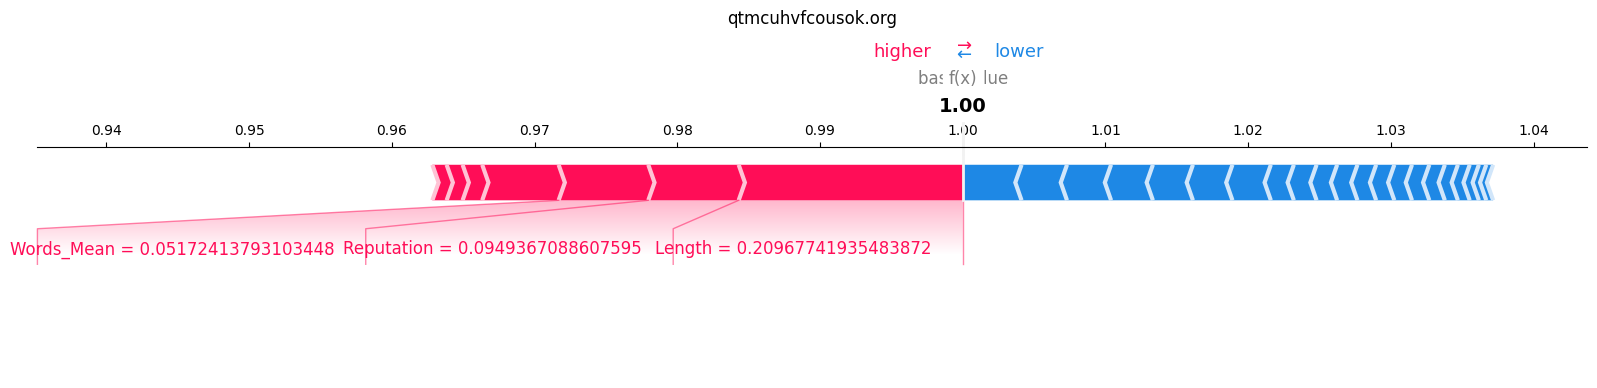 qtmcuhvfcousok.org
higher ⇄ lower
f(x)
1.00
0.94 0.95 0.96 0.97 0.98 0.99 1.00 1.01 1.02 1.03 1.04
Words_Mean = 0.05172413793103448 Reputation = 0.0949367088607595 Length = 0.20967741935483872